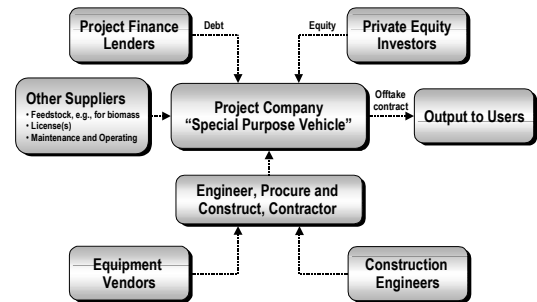 Project Finance
Lenders
Debt
Equity
Private Equity
Investors
Other Suppliers
• Feedstock, e.g., for biomass
• License(s)
• Maintenance and Operating
Project Company
“Special Purpose Vehicle”
Offtake
contract
Output to Users
Engineer, Procure and
Construct, Contractor
Equipment
Vendors
Construction
Engineers